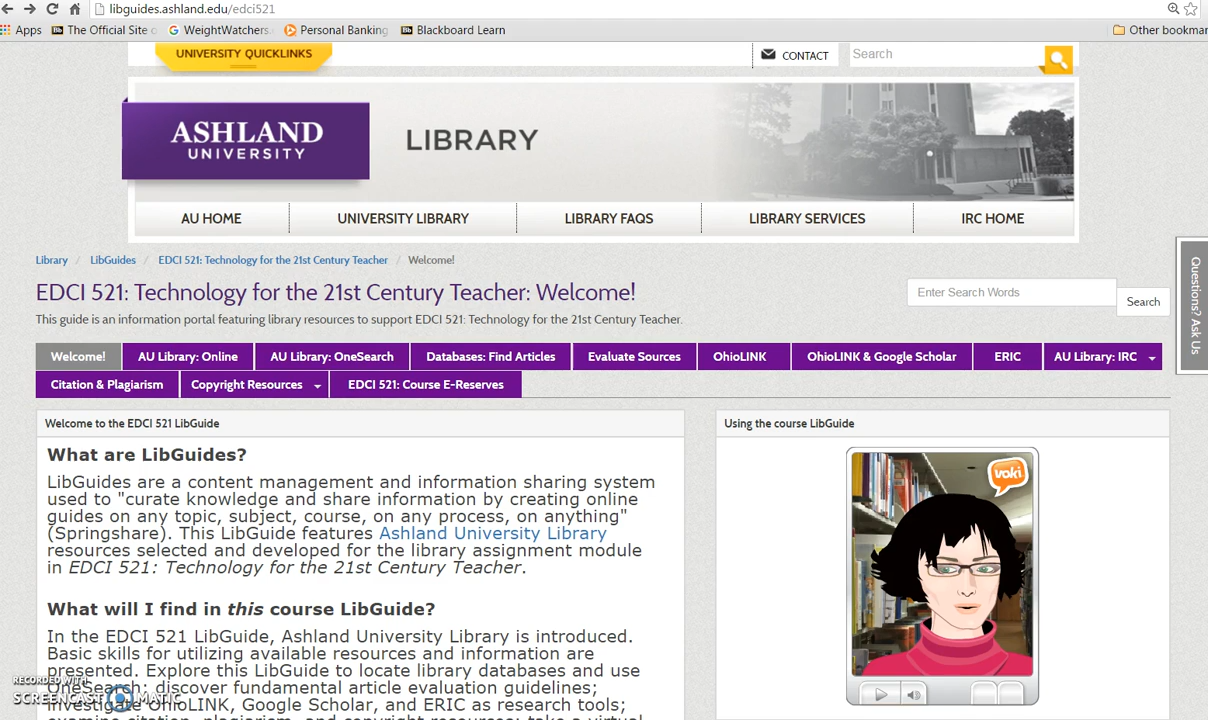 libguides.ashland.edu/edci521
Apps The Official Site o WeightWatchers. Personal Banking Blackboard Learn Other bookmar
UNIVERSITY QUICKLINKS
CONTACT
Search
ASHLAND
UNIVERSITY
LIBRARY
AU HOME UNIVERSITY LIBRARY LIBRARY FAQS LIBRARY SERVICES IRC HOME
Library / LibGuides / EDCI 521: Technology for the 21st Century Teacher / Welcome!
EDCI 521: Technology for the 21st Century Teacher: Welcome!
Enter Search Words
Search
Questions? Ask Us
This guide is an information portal featuring library resources to support EDCI 521: Technology for the 21st Century Teacher.
Welcome! AU Library: Online AU Library: OneSearch Databases: Find Articles Evaluate Sources OhioLINK OhioLINK & Google Scholar ERIC AU Library: IRC
Citation & Plagiarism Copyright Resources EDCI 521: Course E-Reserves
Welcome to the EDCI 521 LibGuide
What are LibGuides?
LibGuides are a content management and information sharing system
used to "curate knowledge and share information by creating online
guides on any topic, subject, course, on any process, on anything"
(Springshare). This LibGuide features Ashland University Library
resources selected and developed for the library assignment module
in EDCI 521: Technology for the 21st Century Teacher.
What will I find in this course LibGuide?
In the EDCI 521 LibGuide, Ashland University Library is introduced.
Basic skills for utilizing available resources and information are
presented. Explore this LibGuide to locate library databases and use
OneSearch; discover fundamental article evaluation guidelines;
investigate OhioLINK, Google Scholar, and ERIC as research tools;
examine citation, plagiarism, and copyright resources; take a virtual
RECORDED WITH
SCREENCAST MATIC
Using the course LibGuide
voki